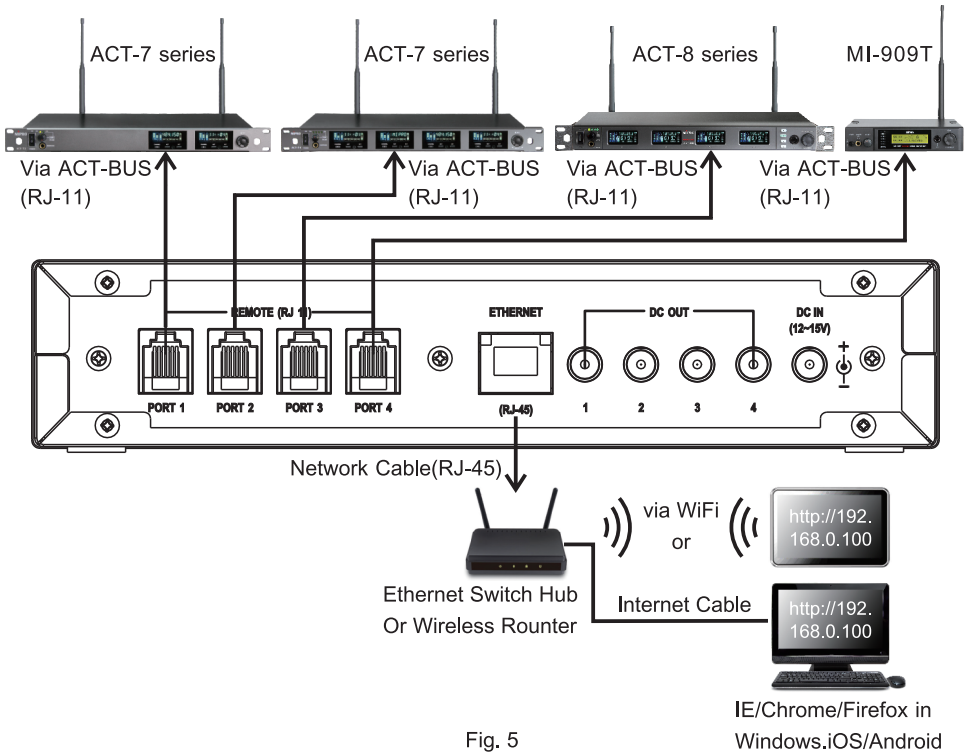 ACT-7 series
ACT-7 series
ACT-8 series
MI-909T
Via ACT-BUS
(RJ-11)
Via ACT-BUS
(RJ-11)
Via ACT-BUS
(RJ-11)
Via ACT-BUS
(RJ-11)
REMOTE (RJ 11)
ETHERNET
DC OUT
DC IN
(12~15V)
+
−
PORT 1
PORT 2
PORT 3
PORT 4
(RJ-45)
1
2
3
4
Network Cable(RJ-45)
via WiFi
or
http://192.
168.0.100
Ethernet Switch Hub
Or Wireless Rounter
Internet Cable
http://192.
168.0.100
IE/Chrome/Firefox in
Windows.iOS/Android
Fig. 5